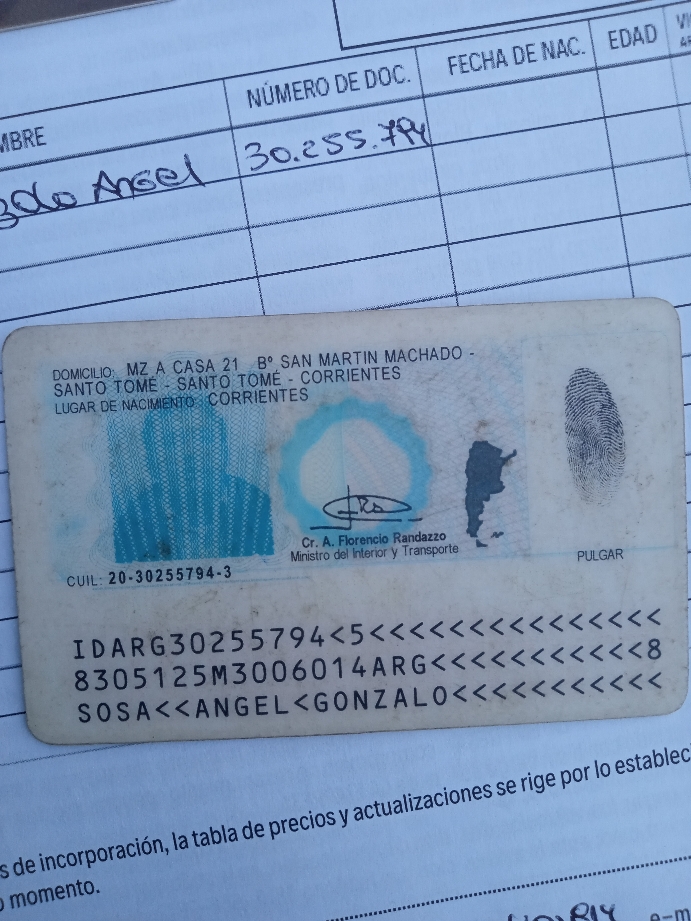 MBRE NÚMERO DE DOC. FECHA DE NAC. EDAD
Angel 30.255.794
DOMICILIO: MZ A CASA 21 Bº SAN MARTIN MACHADO -
SANTO TOMÉ - SANTO TOMÉ - CORRIENTES
LUGAR DE NACIMIENTO CORRIENTES
Cr. A. Florencio Randazzo
Ministro del Interior y Transporte
PULGAR
CUIL: 20-30255794-3
IDARG30255794<5<<<<<<<<<<<<<<<
8305125M3006014ARG<<<<<<<<<<<8
SOSA<<ANGEL<GONZALO<<<<<<<<<<<
s de incorporación, la tabla de precios y actualizaciones se rige por lo establec
momento.
e-m